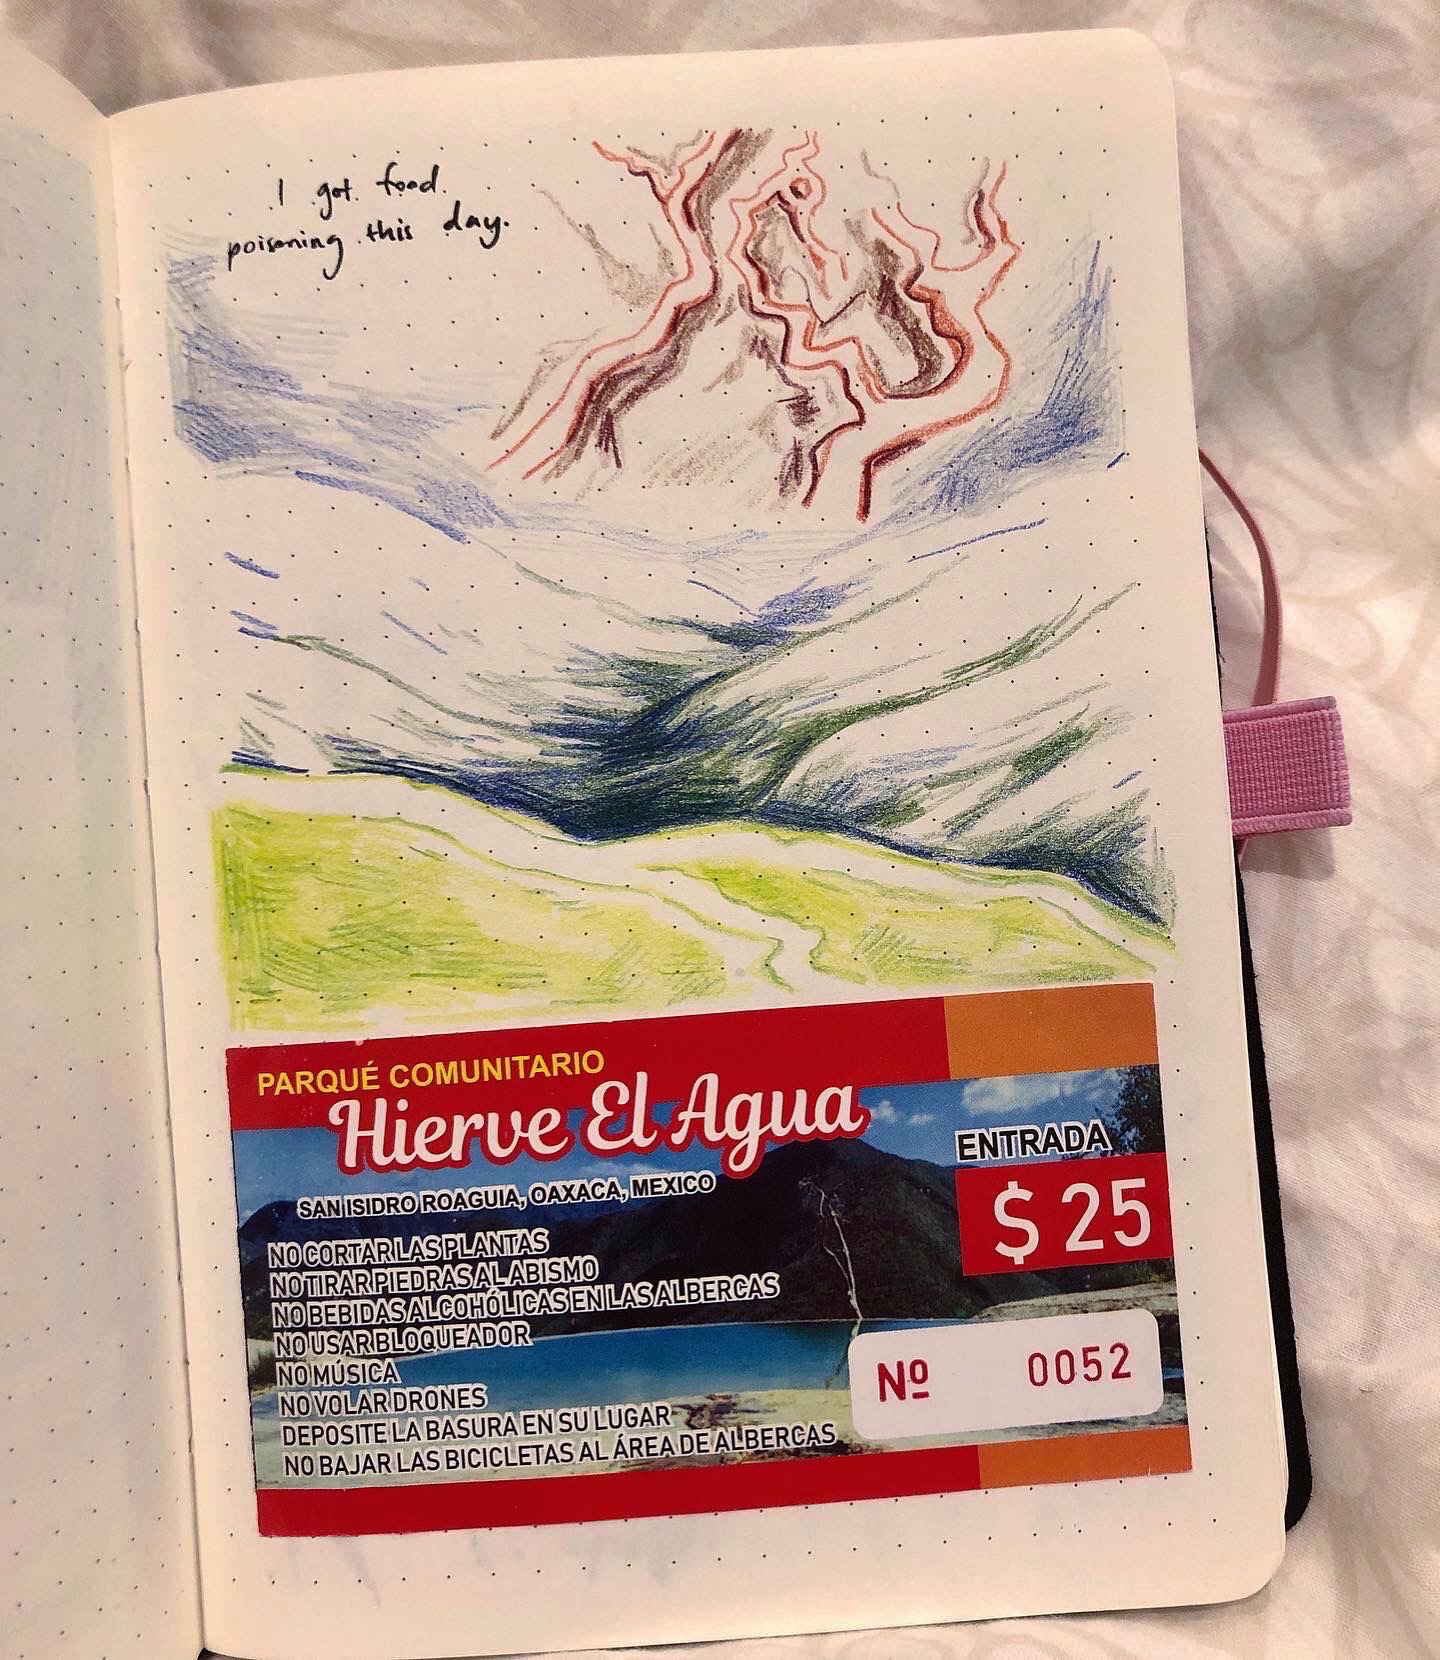 I got food
poisoning this day.
PARQUÉ COMUNITARIO
Hierve El Agua
SAN ISIDRO ROAGUIA, OAXACA, MEXICO
ENTRADA
$ 25
NO CORTAR LAS PLANTAS
NO TIRAR PIEDRAS AL ABISMO
NO BEBIDAS ALCOHÓLICAS EN LAS ALBERCAS
NO USAR BLOQUEADOR
NO MÚSICA
NO VOLAR DRONES
DEPOSITE LA BASURA EN SU LUGAR
NO BAJAR LAS BICICLETAS AL ÁREA DE ALBERCAS
Nº 0052